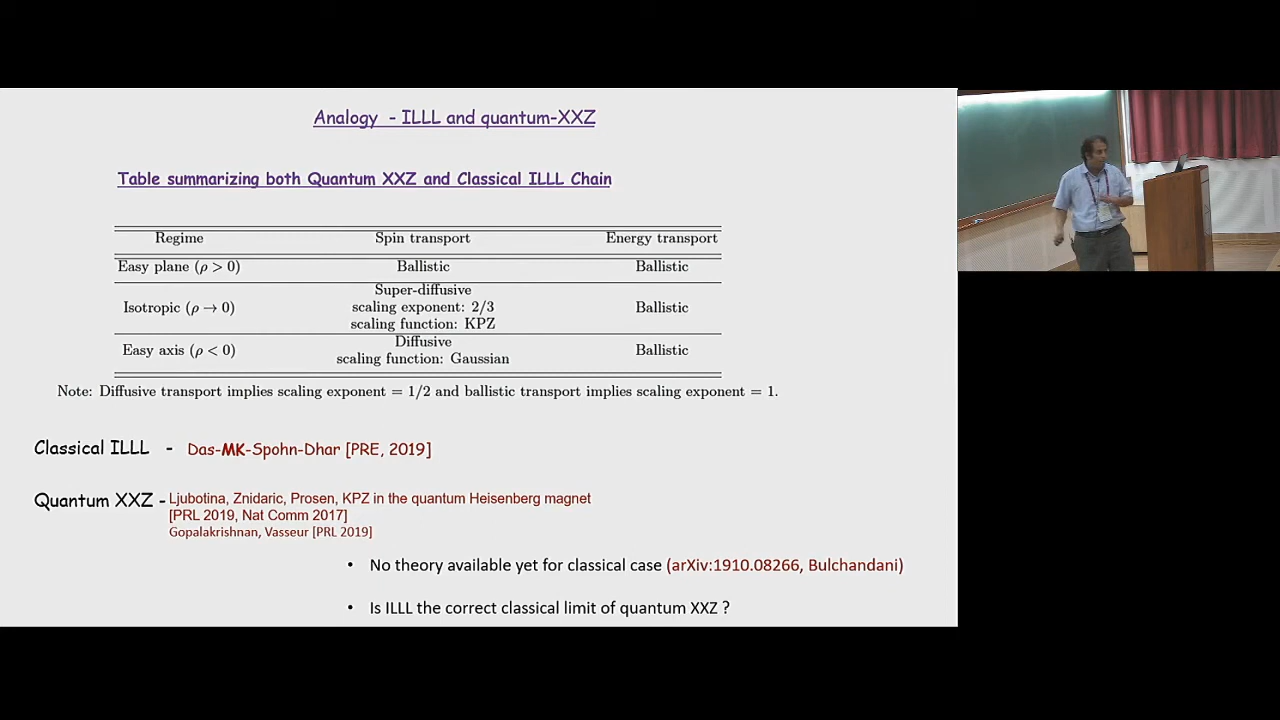 Analogy - ILLL and quantum-XXZ
Table summarizing both Quantum XXZ and Classical ILLL Chain
Regime Spin transport Energy transport
Easy plane (ρ > 0) Ballistic Ballistic
Isotropic (ρ → 0) Super-diffusive scaling exponent: 2/3 scaling function: KPZ Ballistic
Easy axis (ρ < 0) Diffusive scaling function: Gaussian Ballistic
Note: Diffusive transport implies scaling exponent = 1/2 and ballistic transport implies scaling exponent = 1.
Classical ILLL - Das-MK-Spohn-Dhar [PRE, 2019]
Quantum XXZ - Ljubotina, Znidaric, Prosen, KPZ in the quantum Heisenberg magnet
[PRL 2019, Nat Comm 2017]
Gopalakrishnan, Vasseur [PRL 2019]
• No theory available yet for classical case (arXiv:1910.08266, Bulchandani)
• Is ILLL the correct classical limit of quantum XXZ ?